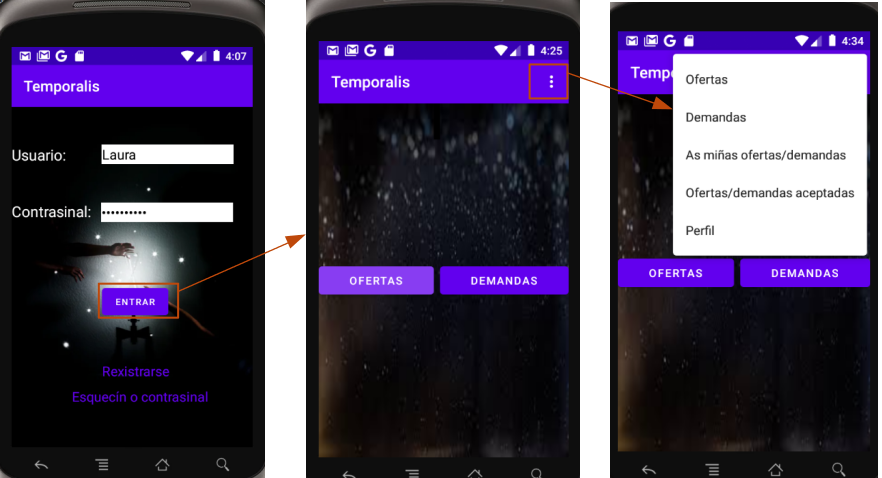 4:07
Temporalis
Usuario: Laura
Contrasinal: ••••••••••
ENTRAR
Rexistrarse
Esquecin o contrasinal
4:25
Temporalis
OFERTAS DEMANDAS
4:34
Tempo
Ofertas
Demandas
As miñas ofertas/demandas
Ofertas/demandas aceptadas
Perfil
OFERTAS DEMANDAS